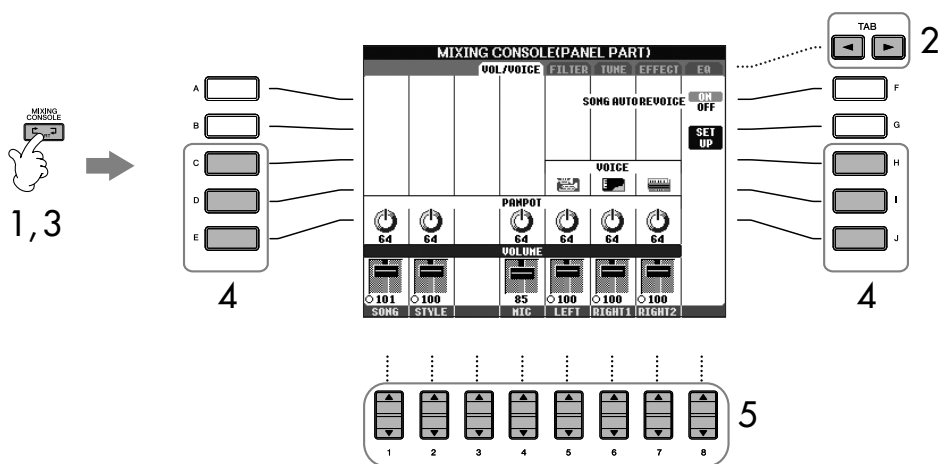 TAB
2
MIXING CONSOLE(PANEL PART)
VOL/VOICE FILTER TUNE EFFECT EQ
A
F
SONG AUTO REVOICE ON
OFF
MIXING
CONSOLE
B
G
SET
UP
C
H
VOICE
1,3
D
I
PANPOT
E
J
64 64 64 64 64 64
VOLUME
4
4
101 100 85 100 100 100
SONG STYLE MIC LEFT RIGHT1 RIGHT2
5
1 2 3 4 5 6 7 8